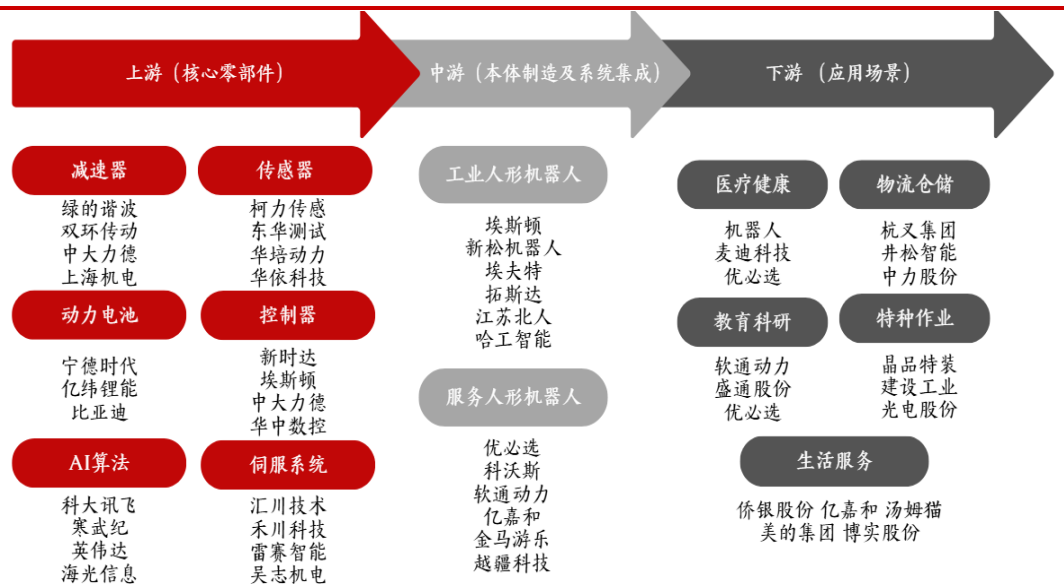 上游（核心零部件）
中游（本体制造及系统集成）
下游 （应用场景）
减速器
绿的谐波
双环传动
中大力德
上海机电
传感器
柯力传感
东华测试
华培动力
华依科技
动力电池
宁德时代
亿纬锂能
比亚迪
控制器
新时达
埃斯顿
中大力德
华中数控
AI算法
科大讯飞
寒武纪
英伟达
海光信息
伺服系统
汇川技术
禾川科技
雷赛智能
吴志机电
工业人形机器人
埃斯顿
新松机器人
埃夫特
拓斯达
江苏北人
哈工智能
服务人形机器人
优必选
科沃斯
软通动力
亿嘉和
金马游乐
越疆科技
医疗健康
机器人
麦迪科技
优必选
物流仓储
杭叉集团
井松智能
中力股份
教育科研
软通动力
盛通股份
优必选
特种作业
晶品特装
建设工业
光电股份
生活服务
侨银股份 亿嘉和 汤姆猫
美的集团 博实股份